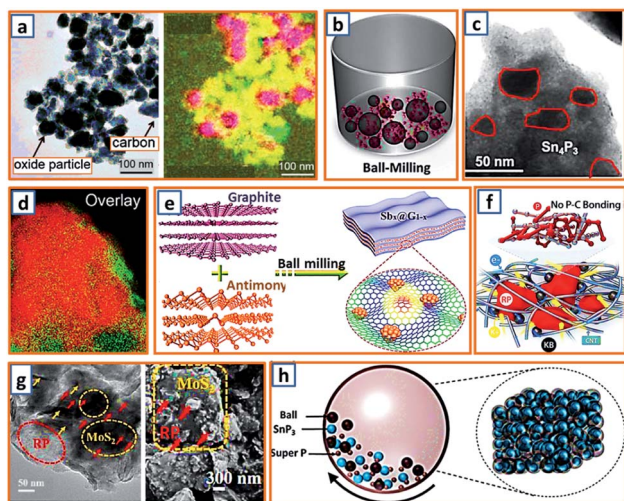 a
oxide particle
carbon
100 nm
100 nm
b
Ball-Milling
c
Sn₄P₃
50 nm
d
Overlay
e
Graphite
Antimony
Ball milling
Sbx@G1-x
f
P
No P-C Bonding
e-
RP
KB
CNT
g
RP
MoS₂
50 nm
MoS₂
RP
300 nm
h
Ball
SnP₃
Super P